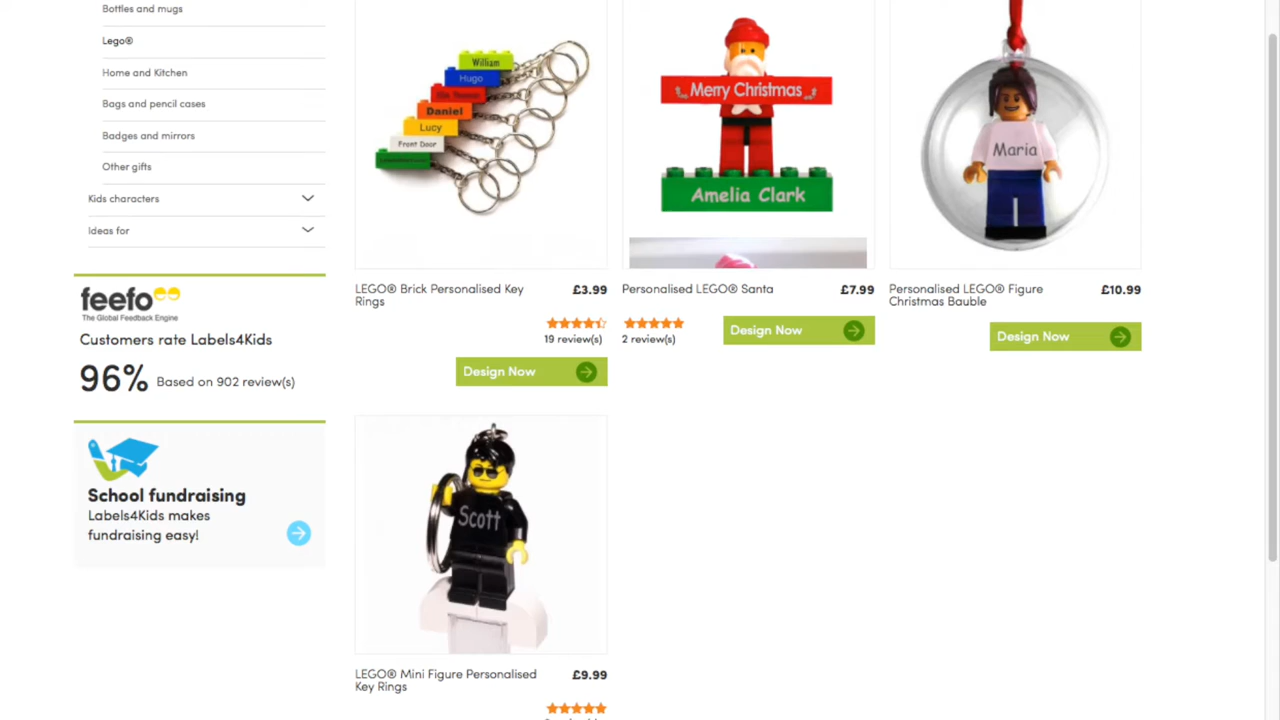 Bottles and mugs
Lego®
Home and Kitchen
Bags and pencil cases
Badges and mirrors
Other gifts
Kids characters
Ideas for
feefo
The Global Feedback Engine
Customers rate Labels4Kids
96% Based on 902 review(s)
School fundraising
Labels4Kids makes
fundraising easy!
William
Hugo
Daniel
Lucy
Front Door
LEGO® Brick Personalised Key
Rings
£3.99
19 review(s)
Design Now
Merry Christmas
Amelia Clark
Personalised LEGO® Santa
£7.99
2 review(s)
Design Now
Maria
Personalised LEGO® Figure
Christmas Bauble
£10.99
Design Now
Scott
LEGO® Mini Figure Personalised
Key Rings
£9.99